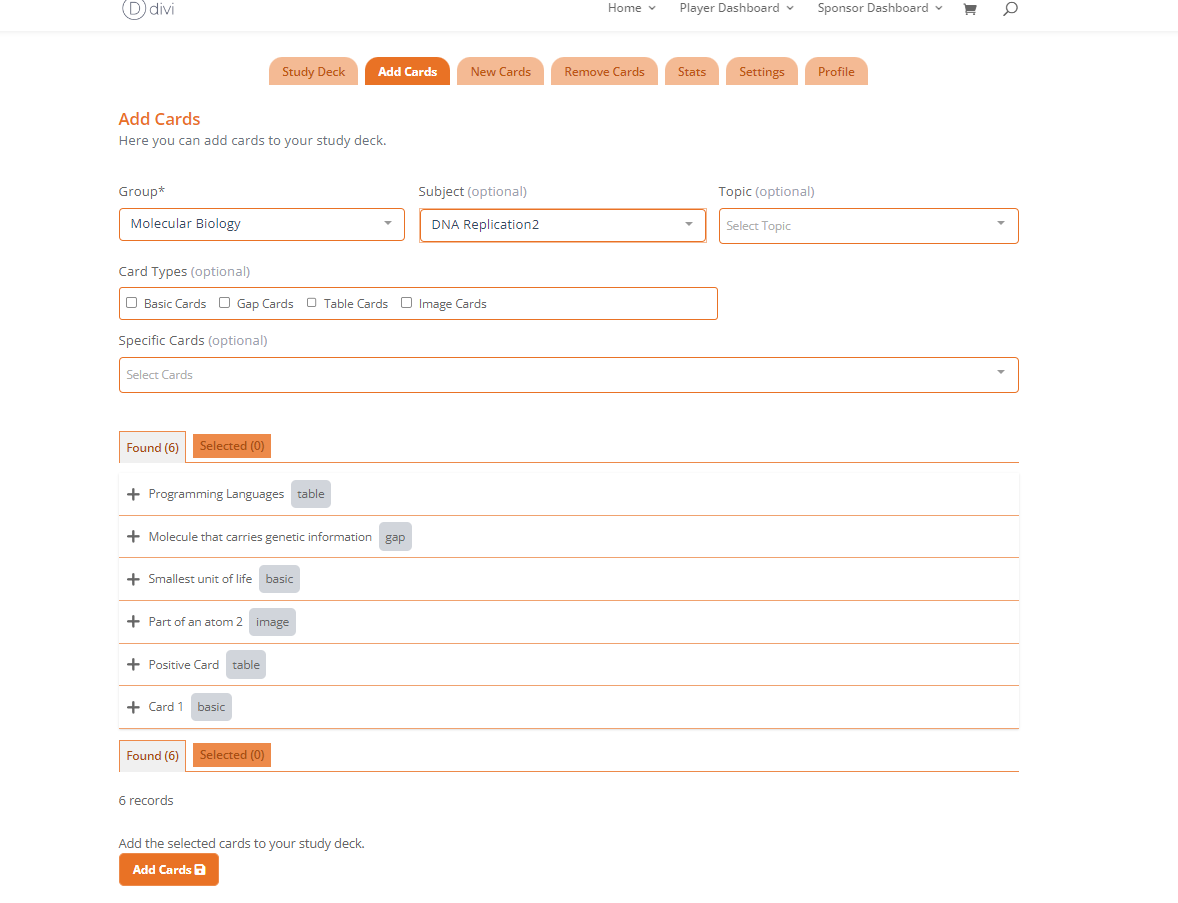 D divi
Home Player Dashboard Sponsor Dashboard
Study Deck Add Cards New Cards Remove Cards Stats Settings Profile
Add Cards
Here you can add cards to your study deck.
Group* Subject (optional) Topic (optional)
Molecular Biology DNA Replication2 Select Topic
Card Types (optional)
Basic Cards Gap Cards Table Cards Image Cards
Specific Cards (optional)
Select Cards
Found (6) Selected (0)
Programming Languages table
Molecule that carries genetic information gap
Smallest unit of life basic
Part of an atom 2 image
Positive Card table
Card 1 basic
Found (6) Selected (0)
6 records
Add the selected cards to your study deck.
Add Cards